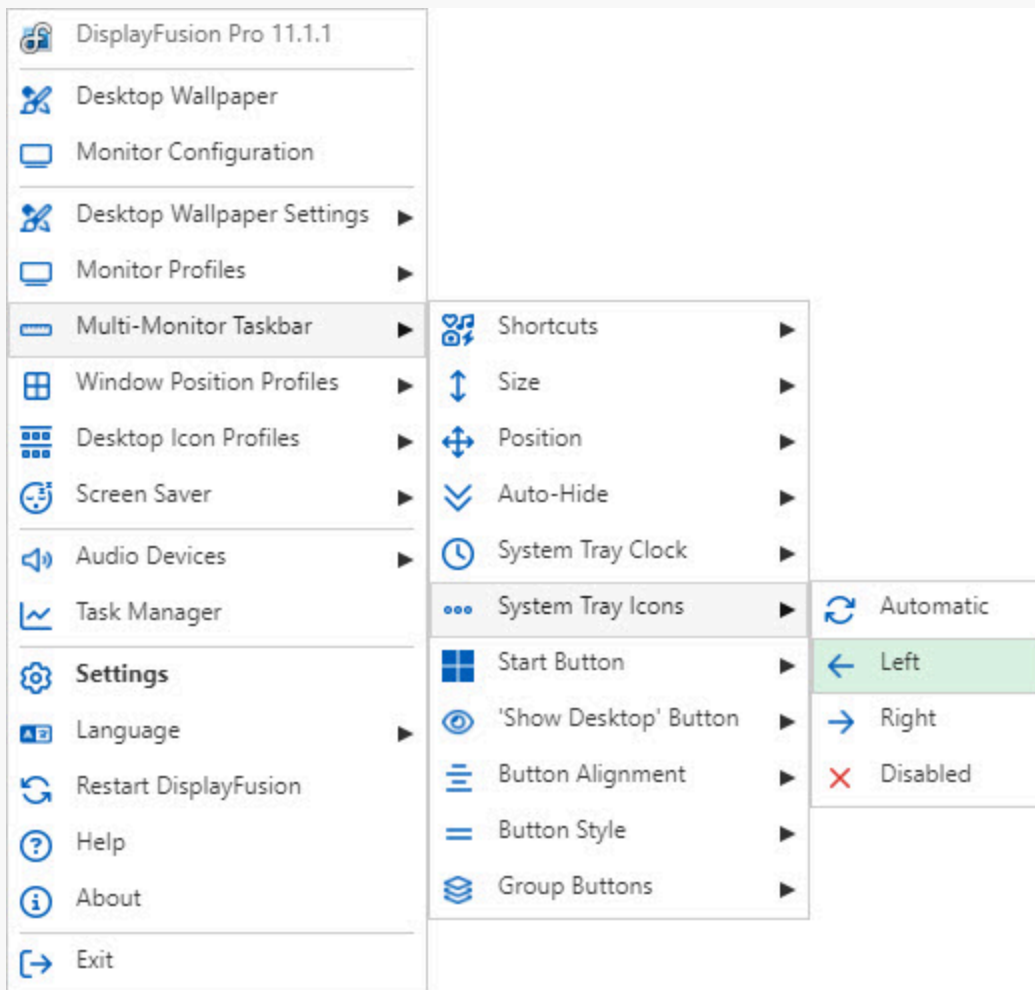 DisplayFusion Pro 11.1.1
Desktop Wallpaper
Monitor Configuration
Desktop Wallpaper Settings
Monitor Profiles
Multi-Monitor Taskbar
Window Position Profiles
Desktop Icon Profiles
Screen Saver
Audio Devices
Task Manager
Settings
Language
Restart DisplayFusion
Help
About
Exit
Shortcuts
Size
Position
Auto-Hide
System Tray Clock
System Tray Icons
Start Button
'Show Desktop' Button
Button Alignment
Button Style
Group Buttons
Automatic
Left
Right
Disabled